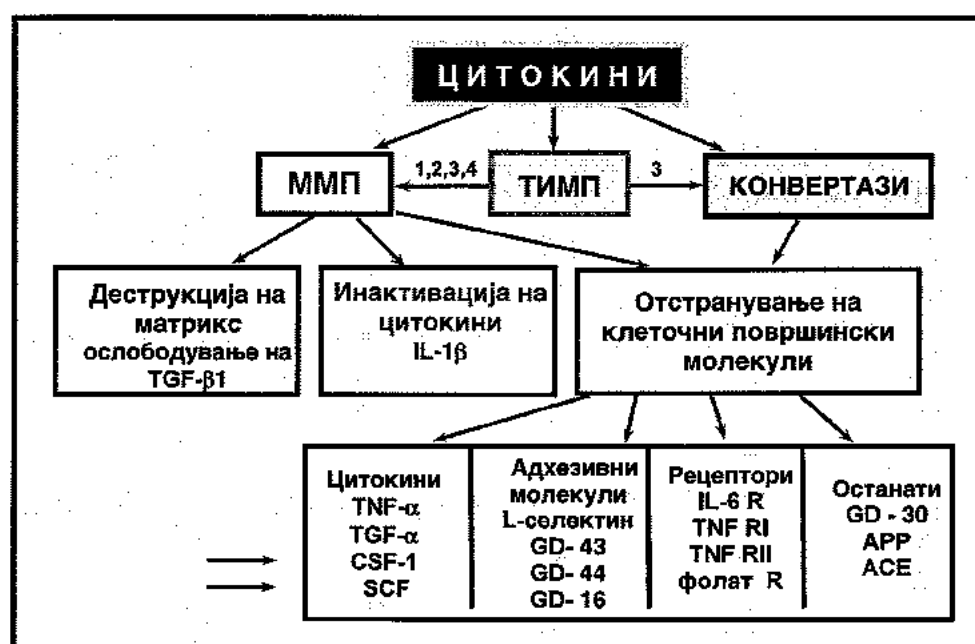 ЦИТОКИНИ
ММП
1,2,3,4
ТИМП
3
КОНВЕРТАЗИ
Деструкција на
матрикс
ослободување на
TGF-β1
Инактивација на
цитокини
IL-1β
Отстранување на
клеточни површински
молекули
Цитокини
TNF-α
TGF-α
CSF-1
SCF
Адхезивни
молекули
L-селектин
GD- 43
GD- 44
GD- 16
Рецептори
IL-6 R
TNF RI
TNF RII
фолат R
Останати
GD - 30
APP
ACE